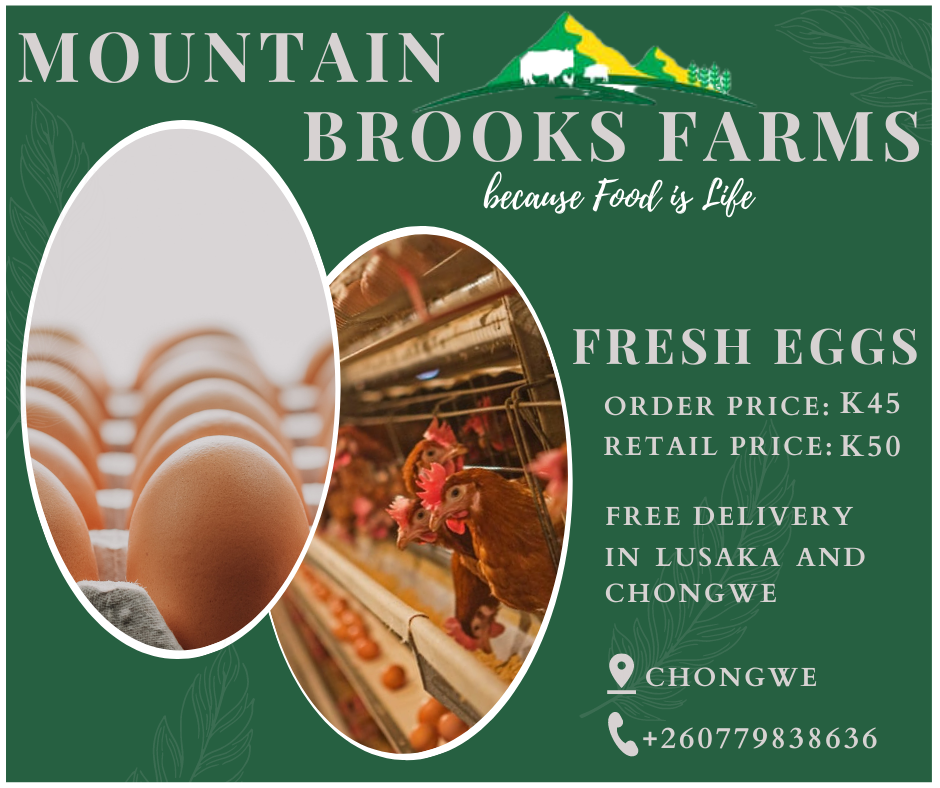 MOUNTAIN
BROOKS FARMS
because Food is Life
FRESH EGGS
ORDER PRICE: K45
RETAIL PRICE: K50
FREE DELIVERY
IN LUSAKA AND
CHONGWE
CHONGWE
+260779838636